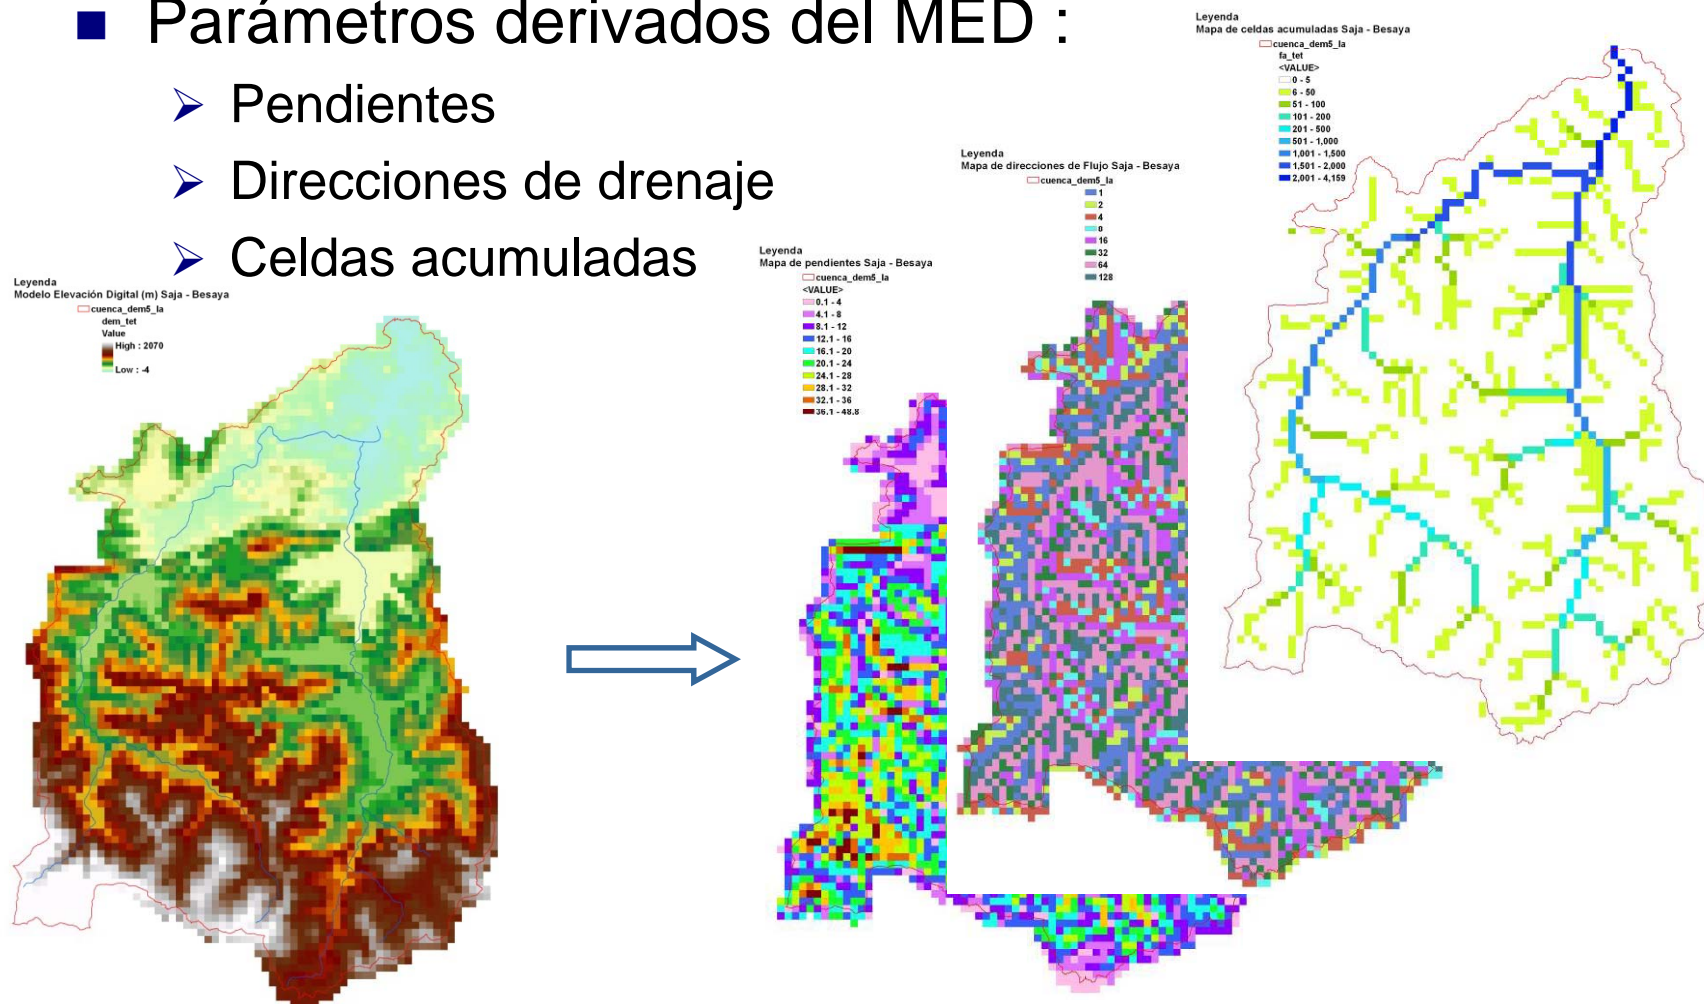 Parámetros derivados del MED :
Pendientes
Direcciones de drenaje
Celdas acumuladas
Leyenda
Modelo Elevación Digital (m) Saja - Besaya
cuenca_dem5_la
dem_tet
Value
High : 2070
Low : -4
Leyenda
Mapa de pendientes Saja - Besaya
cuenca_dem5_la
<VALUE>
0.1 - 4
4.1 - 8
8.1 - 12
12.1 - 16
16.1 - 20
20.1 - 24
24.1 - 28
28.1 - 32
32.1 - 36
36.1 - 48.8
Leyenda
Mapa de direcciones de Flujo Saja - Besaya
cuenca_dem5_la
1
2
4
8
16
32
64
128
Leyenda
Mapa de celdas acumuladas Saja - Besaya
cuenca_dem5_la
fa_tet
<VALUE>
0 - 5
6 - 50
51 - 100
101 - 200
201 - 500
501 - 1,000
1,001 - 1,500
1,501 - 2,000
2,001 - 4,159